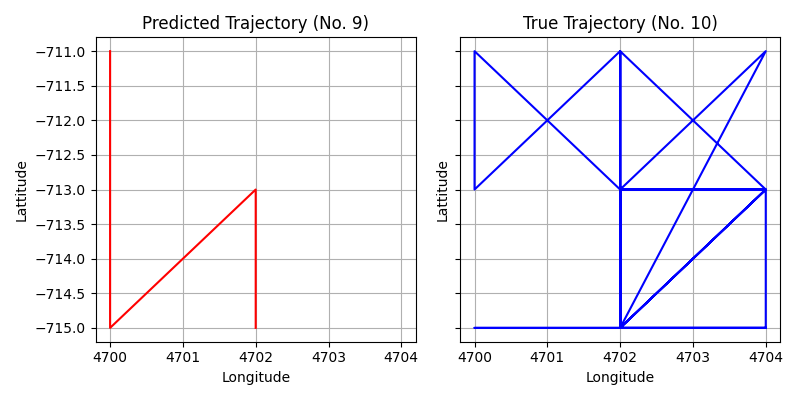 Predicted Trajectory (No. 9)
True Trajectory (No. 10)
Lattitude
−711.0
−711.5
−712.0
−712.5
−713.0
−713.5
−714.0
−714.5
−715.0
4700 4701 4702 4703 4704
Longitude
Lattitude
4700 4701 4702 4703 4704
Longitude